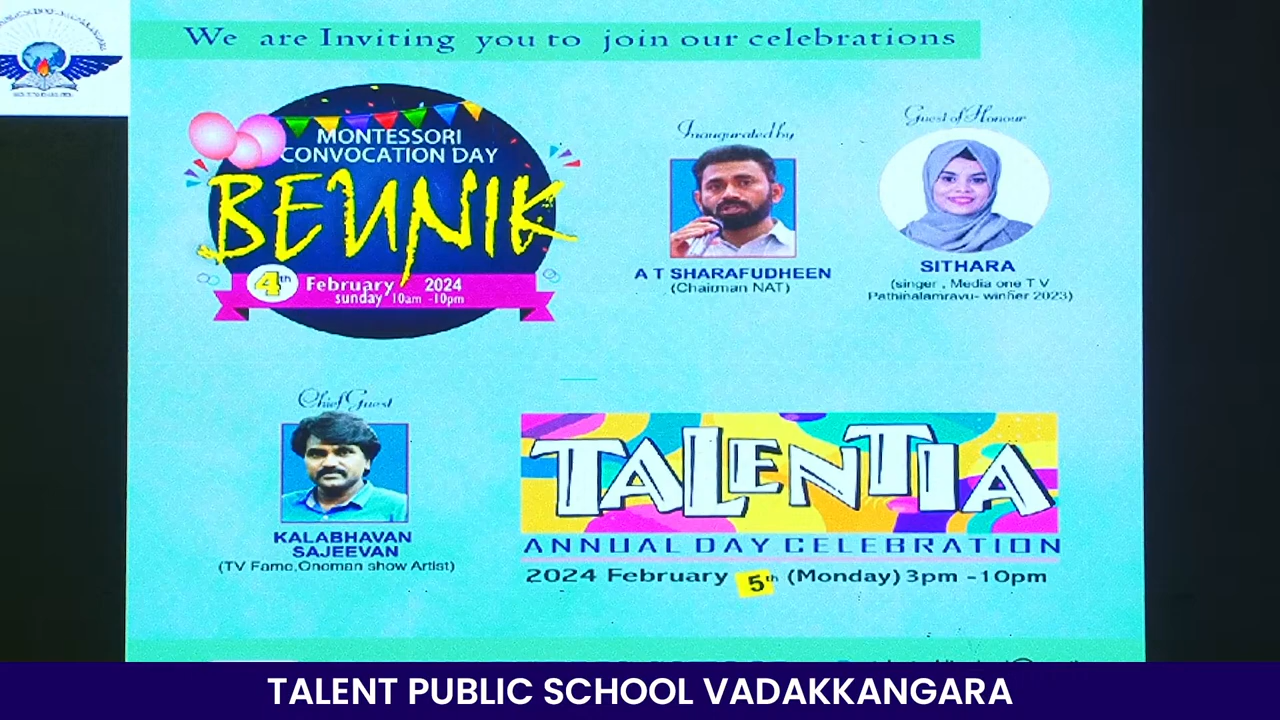 We are Inviting you to join our celebrations
MONTESSORI
CONVOCATION DAY
BEUNIK
4th February 2024
sunday 10am -10pm
Inaugurated by
A T SHARAFUDHEEN
(Chairman NAT)
Guest of Honour
SITHARA
(singer , Media one T V
Pathinalamravu- winner 2023)
Chief Guest
KALABHAVAN
SAJEEVAN
(TV Fame,Oneman show Artist)
TALENTIA
ANNUAL DAY CELEBRATION
2024 February 5th (Monday) 3pm -10pm
TALENT PUBLIC SCHOOL VADAKKANGARA